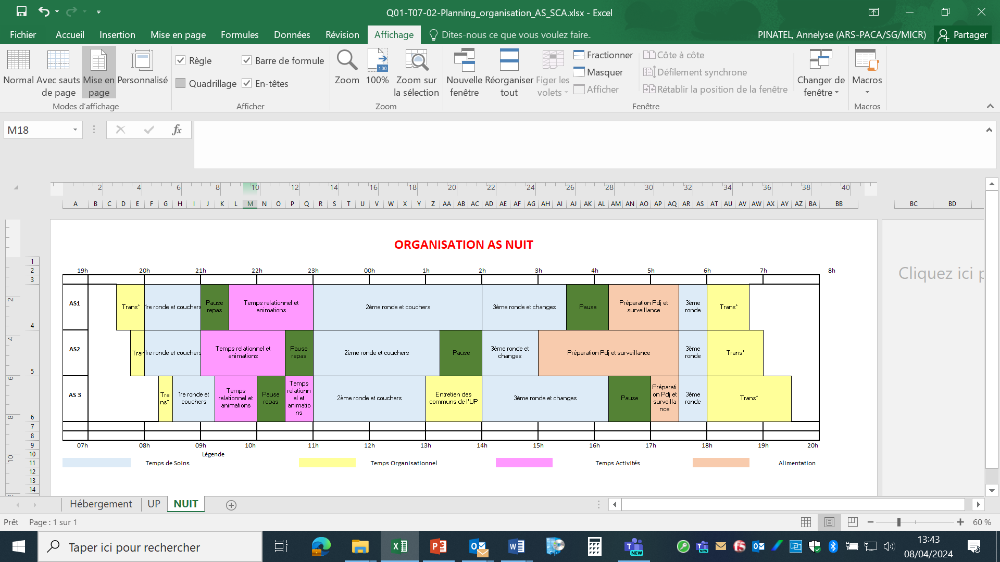 Q01-T07-02-Planning_organisation_AS_SCA.xlsx - Excel
Fichier Accueil Insertion Mise en page Formules Données Révision Affichage Dites-nous ce que vous voulez faire.. PINATEL, Annelyse (ARS-PACA/SG/MICR) Partager
Normal Avec sauts de page Mise en page Personnalisé
Modes d'affichage
Règle Barre de formule
Quadrillage En-têtes
Afficher
Zoom 100% Zoom sur la sélection
100
Zoom
Nouvelle fenêtre Réorganiser tout Figer les volets
Fractionner
Masquer
Afficher
Côte à côte
Défilement synchrone
Rétablir la position de la fenêtre
Changer de fenêtre
Fenêtre
Macros
Macros
M18
fx
2 4 6 8 10 12 14 16 18 20 22 24 26 28 30 32 34 36 38 40
A B C D E F G H I J K L M N O P Q R S T U V W X Y Z AA AB AC AD AE AF AG AH AI AJ AK AL AM AN AO AP AQ AR AS AT AU AV AW AX AY AZ BA BB BC BD
ORGANISATION AS NUIT
Cliquez ici p
1
2
3
4
5
6
7
8
9
10
11
12
13
14
2
4
6
8
10
19h 20h 21h 22h 23h 00h 1h 2h 3h 4h 5h 6h 7h 8h
AS1
Trans°
1re ronde et couchers
Pause repas
Temps relationnel et animations
2ème ronde et couchers
3ème ronde et changes
Pause
Préparation Pdj et surveillance
3ème ronde
Trans°
AS2
Tran
1re ronde et couchers
Temps relationnel et animations
Pause repas
2ème ronde et couchers
Pause
3ème ronde et changes
Préparation Pdj et surveillance
3ème ronde
Trans°
AS 3
Tra
ns°
1re ronde et couchers
Temps relationnel et animations
Pause repas
Temps
relationn
el et
animatio
ns
2ème ronde et couchers
Entretien des communs de l'UP
3ème ronde et changes
Pause
Préparati
on Pdj et
surveilla
nce
3ème ronde
Trans°
07h 08h 09h 10h 11h 12h 13h 14h 15h 16h 17h 18h 19h 20h
Légende
Temps de Soins Temps Organisationnel Temps Activités Alimentation
Hébergement UP NUIT
Prêt Page : 1 sur 1 60 %
Taper ici pour rechercher
NEW
NEW
13:43
08/04/2024